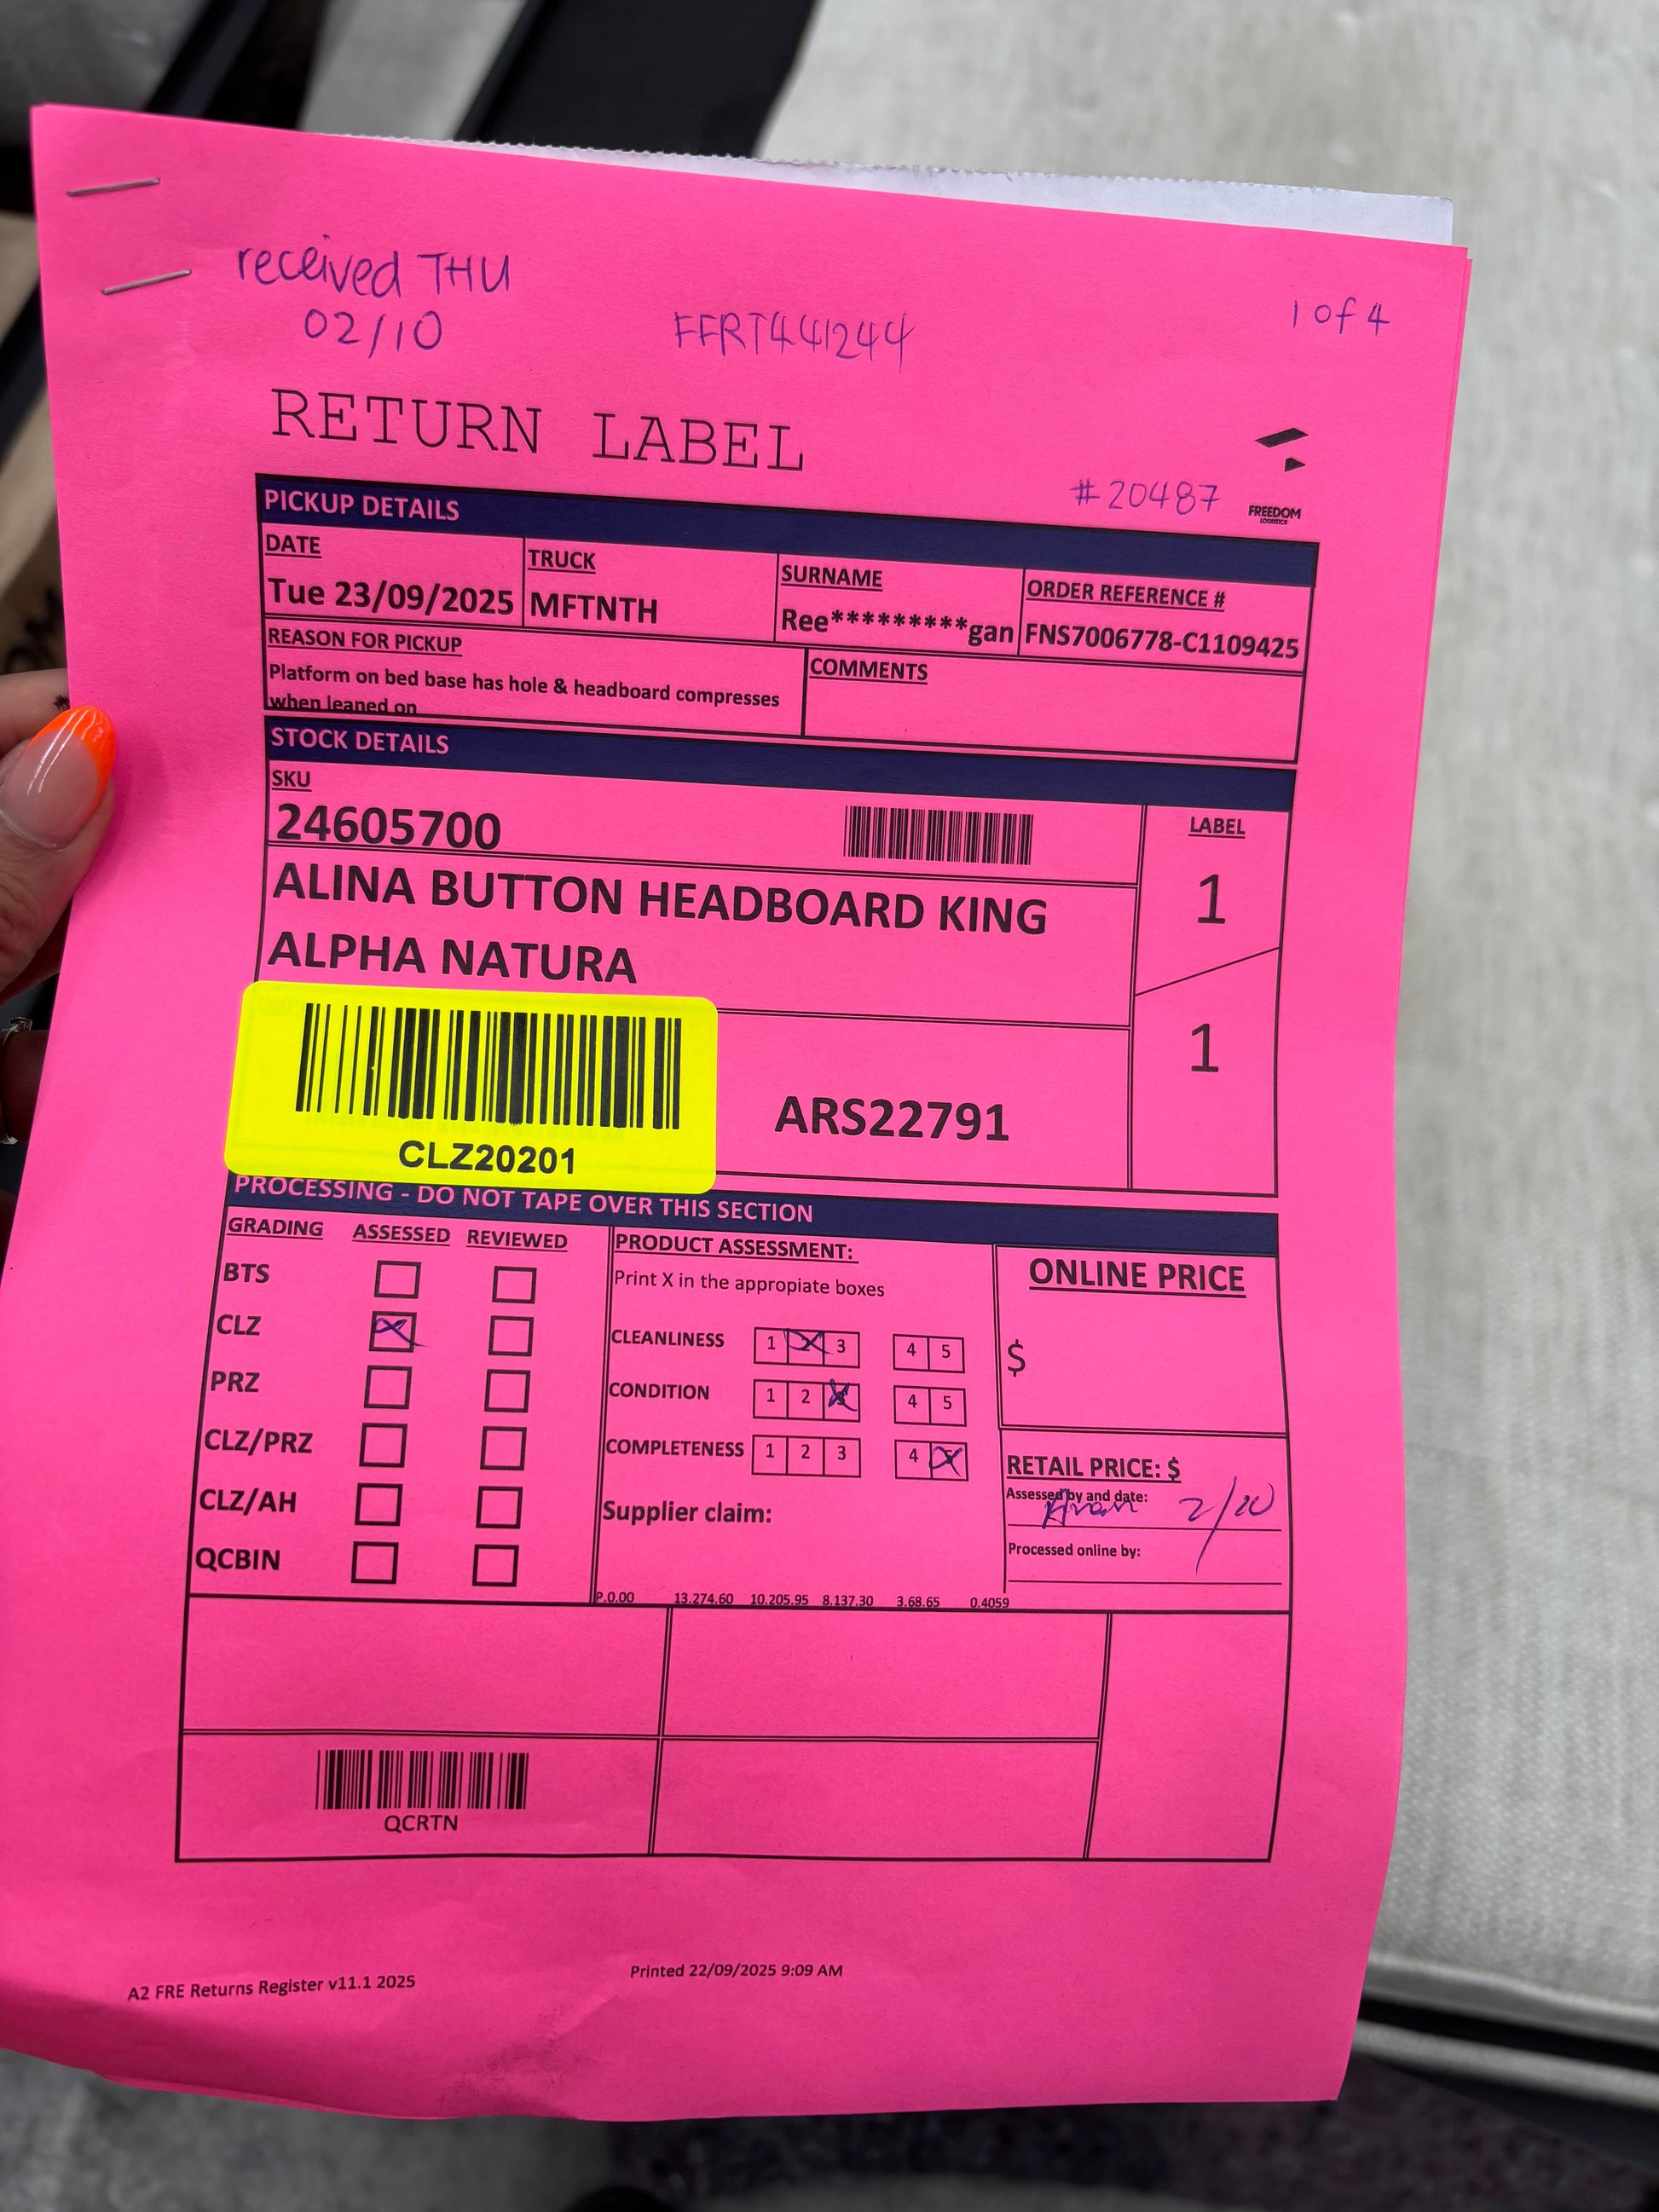 received THU
02/10
FFRT441244
1 of 4
RETURN LABEL
#20487
FREEDOM
LOGISTICS
PICKUP DETAILS
DATE
Tue 23/09/2025
TRUCK
MFTNTH
SURNAME
Ree*********gan
ORDER REFERENCE #
FNS7006778-C1109425
REASON FOR PICKUP
Platform on bed base has hole & headboard compresses
when leaned on
COMMENTS
STOCK DETAILS
SKU
24605700
LABEL
1
1
ALINA BUTTON HEADBOARD KING
ALPHA NATURA
CLZ20201
ARS22791
PROCESSING - DO NOT TAPE OVER THIS SECTION
GRADING ASSESSED REVIEWED
BTS
CLZ X
PRZ
CLZ/PRZ
CLZ/AH
QCBIN
PRODUCT ASSESSMENT:
Print X in the appropiate boxes
CLEANLINESS 1 2 3 4 5
CONDITION 1 2 3 4 5
COMPLETENESS 1 2 3 4 5
Supplier claim:
P.0.00 13.274.60 10.205.95 8.137.30 3.68.65 0.4059
ONLINE PRICE
$
RETAIL PRICE: $
Assessed by and date:
2/10
Processed online by:
QCRTN
A2 FRE Returns Register v11.1 2025
Printed 22/09/2025 9:09 AM